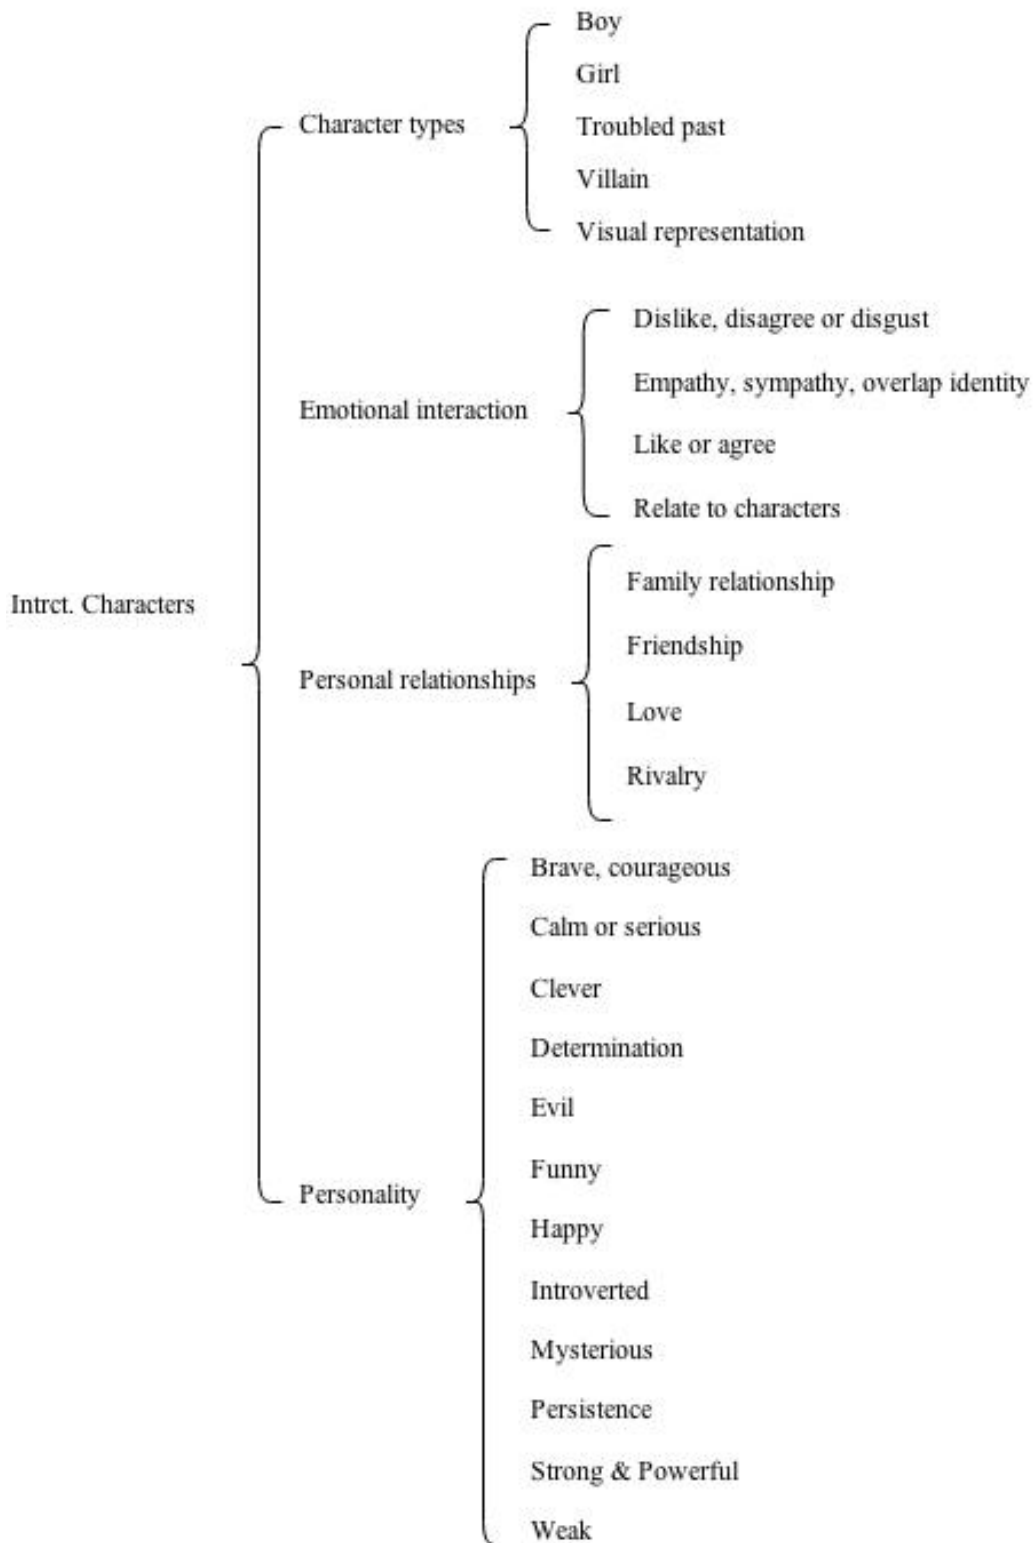 Intrct. Characters
Character types
Boy
Girl
Troubled past
Villain
Visual representation
Emotional interaction
Dislike, disagree or disgust
Empathy, sympathy, overlap identity
Like or agree
Relate to characters
Personal relationships
Family relationship
Friendship
Love
Rivalry
Personality
Brave, courageous
Calm or serious
Clever
Determination
Evil
Funny
Happy
Introverted
Mysterious
Persistence
Strong & Powerful
Weak